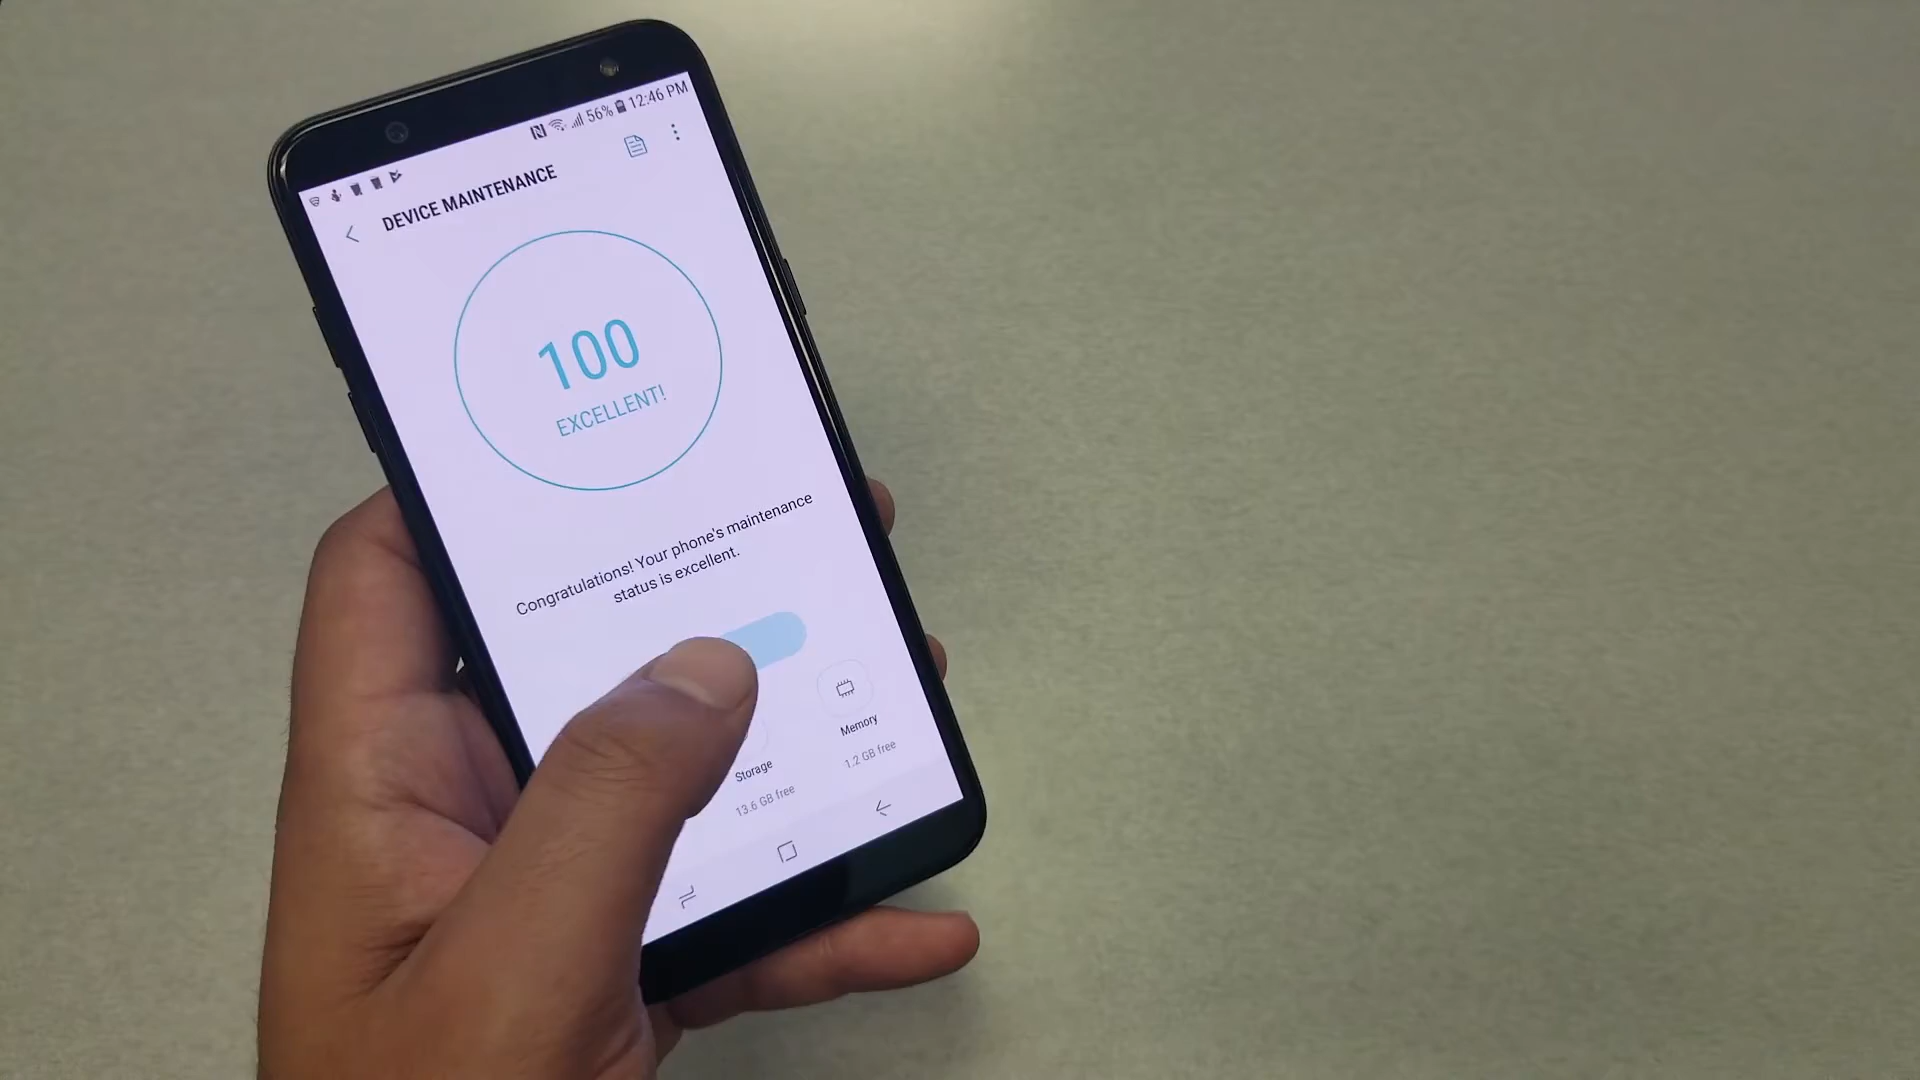 56% 12:46 PM
DEVICE MAINTENANCE
100
EXCELLENT!
Congratulations! Your phone's maintenance
status is excellent.
Storage
13.6 GB free
Memory
1.2 GB free